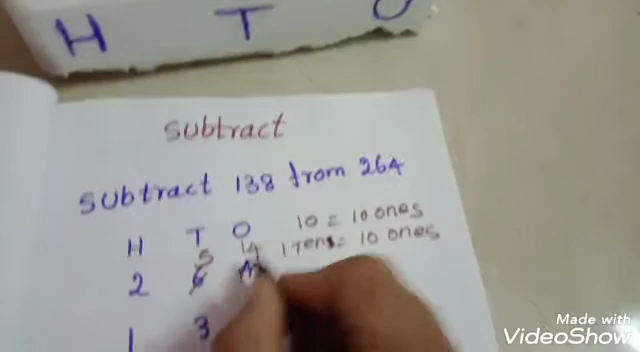 H T O
subtract
subtract 138 from 264
H T O 10 = 10 ones
5 14 1 Tens = 10 ones
2 6
1 3
Made with
VideoShow